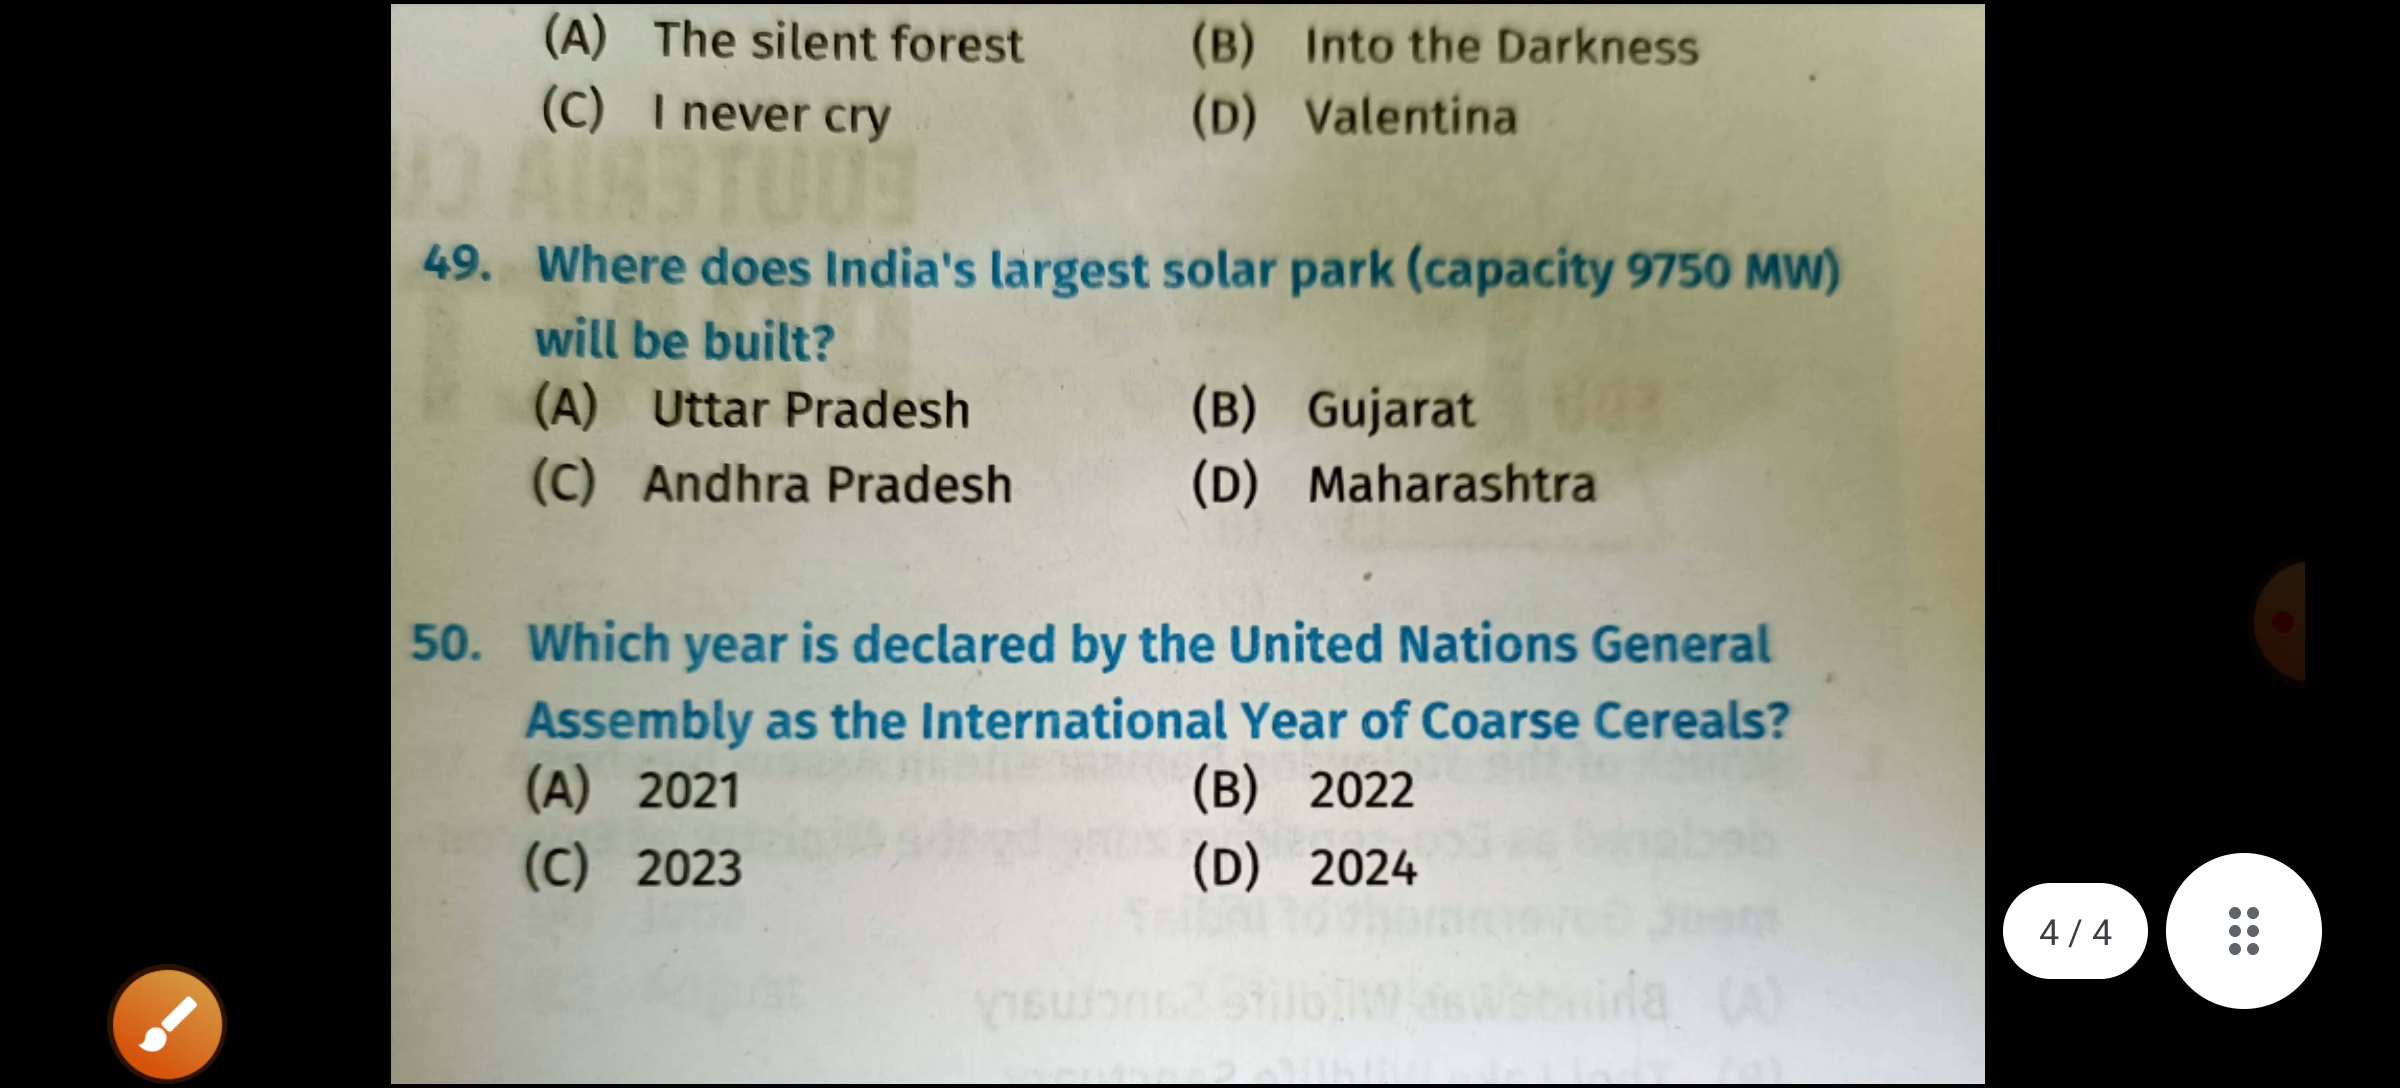 (A) The silent forest (B) Into the Darkness
(C) I never cry (D) Valentina
49. Where does India's largest solar park (capacity 9750 MW)
will be built?
(A) Uttar Pradesh (B) Gujarat
(C) Andhra Pradesh (D) Maharashtra
50. Which year is declared by the United Nations General
Assembly as the International Year of Coarse Cereals?
(A) 2021 (B) 2022
(C) 2023 (D) 2024
4 / 4